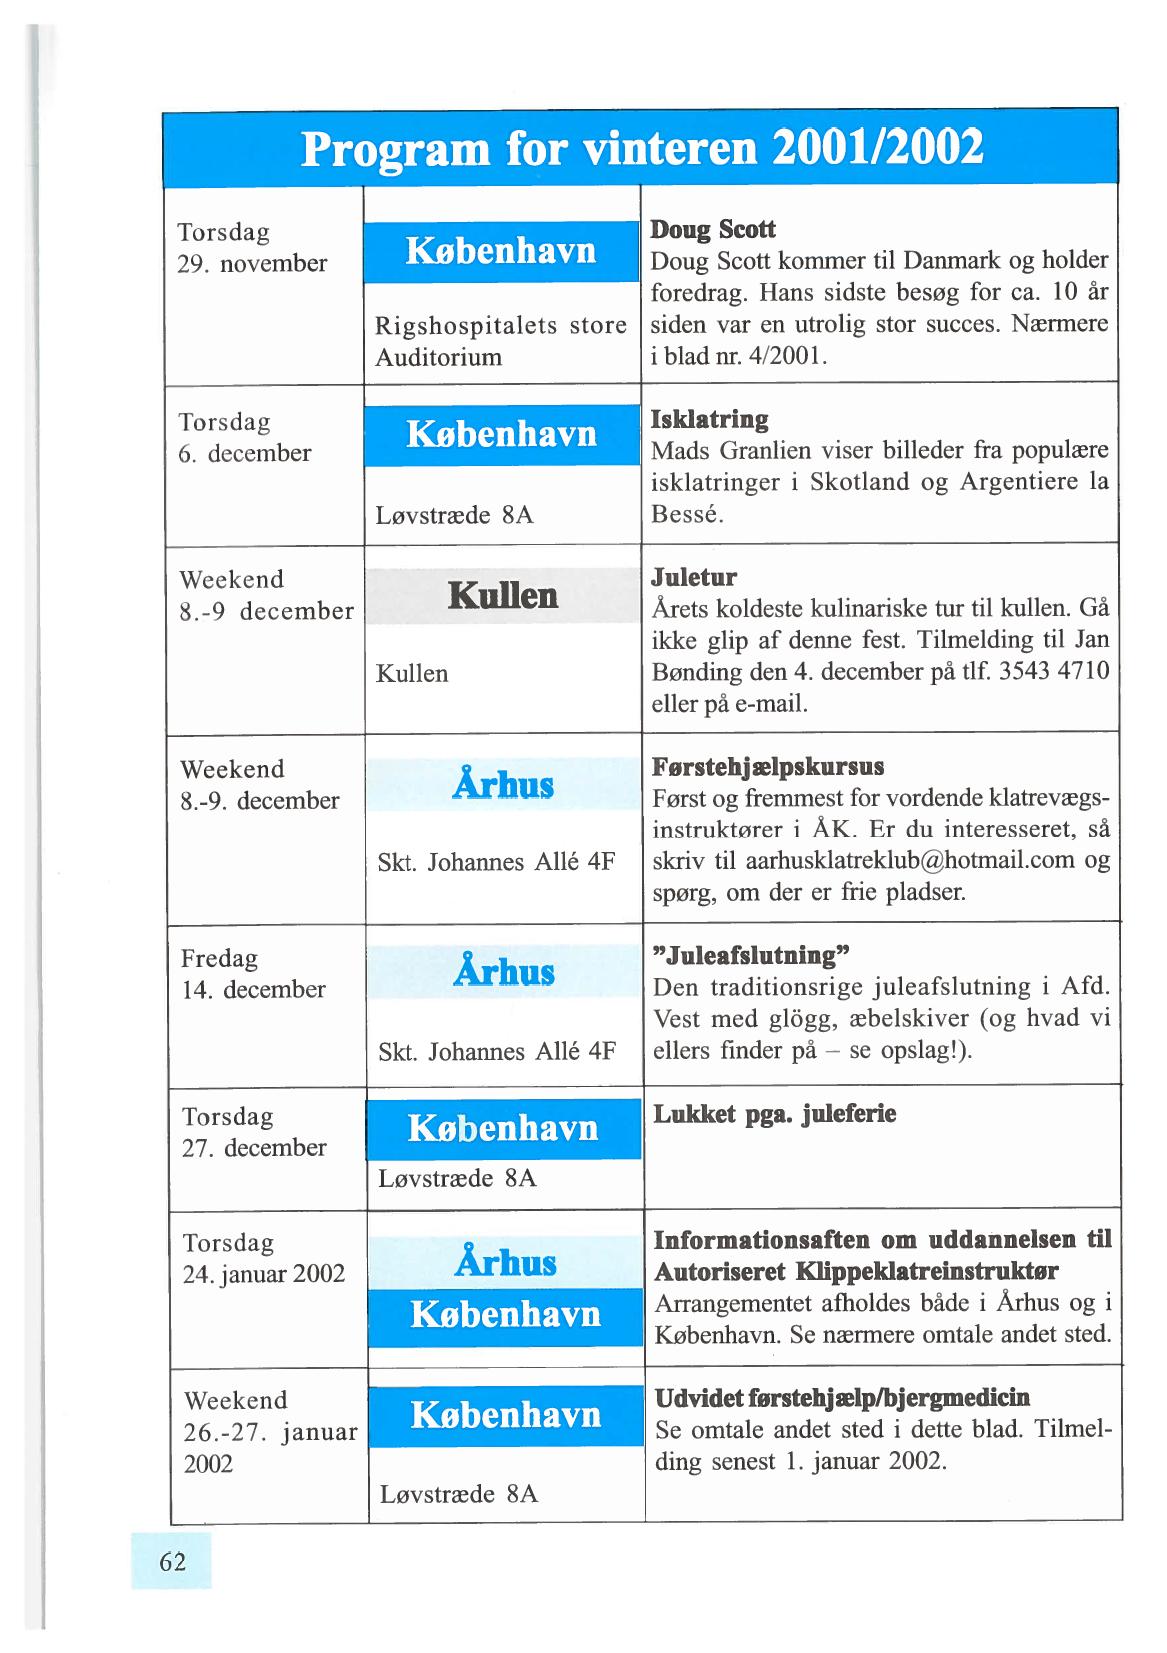 Program for vinteren 2001/2002
Torsdag
29. november
København
Rigshospitalets store
Auditorium
Doug Scott
Doug Scott kommer til Danmark og holder
foredrag. Hans sidste besøg for ca. 10 år
siden var en utrolig stor succes. Nærmere
i blad nr. 4/2001.
Torsdag
6. december
København
Løvstræde 8A
Isklatring
Mads Granlien viser billeder fra populære
isklatringer i Skotland og Argentiere la
Bessé.
Weekend
8.-9 december
Kullen
Kullen
Juletur
Årets koldeste kulinariske tur til kullen. Gå
ikke glip af denne fest. Tilmelding til Jan
Bønding den 4. december på tlf. 3543 4710
eller på e-mail.
Weekend
8.-9. december
Århus
Skt. Johannes Allé 4F
Førstehjælpskursus
Først og fremmest for vordende klatrevægs-
instruktører i ÅK. Er du interesseret, så
skriv til aarhusklatreklub@hotmail.com og
spørg, om der er frie pladser.
Fredag
14. december
Århus
Skt. Johannes Allé 4F
”Juleafslutning”
Den traditionsrige juleafslutning i Afd.
Vest med glögg, æbelskiver (og hvad vi
ellers finder på – se opslag!).
Torsdag
27. december
København
Løvstræde 8A
Lukket pga. juleferie
Torsdag
24. januar 2002
Århus
København
Informationsaften om uddannelsen til
Autoriseret Klippeklatreinstruktør
Arrangementet afholdes både i Århus og i
København. Se nærmere omtale andet sted.
Weekend
26.-27. januar
2002
København
Løvstræde 8A
Udvidet førstehjælp/bjergmedicin
Se omtale andet sted i dette blad. Tilmel-
ding senest 1. januar 2002.
62